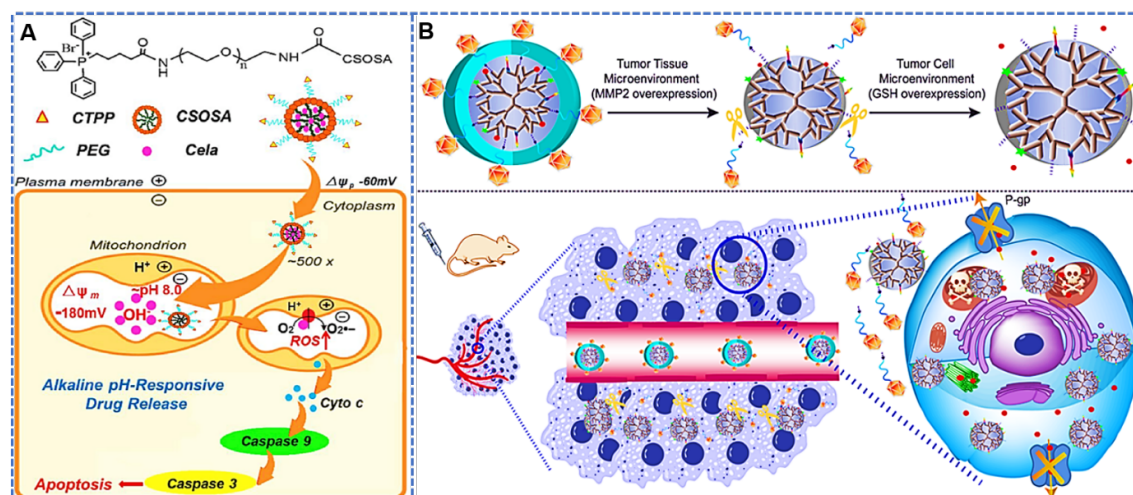 A
Br⁻
P⁺
O
N
H
O
n
NH
O
CSOSA
CTPP
CSOSA
PEG
Cela
Plasma membrane
+
−
ΔΨp -60mV
Cytoplasm
~500 x
Mitochondrion
H⁺
+
−
ΔΨm
-180mV
~pH 8.0
OH⁻
H⁺
+
−
O2
O2•−
ROS
Alkaline pH-Responsive
Drug Release
Cyto c
Caspase 9
Caspase 3
Apoptosis
B
Tumor Tissue
Microenvironment
(MMP2 overexpression)
Tumor Cell
Microenvironment
(GSH overexpression)
P-gp